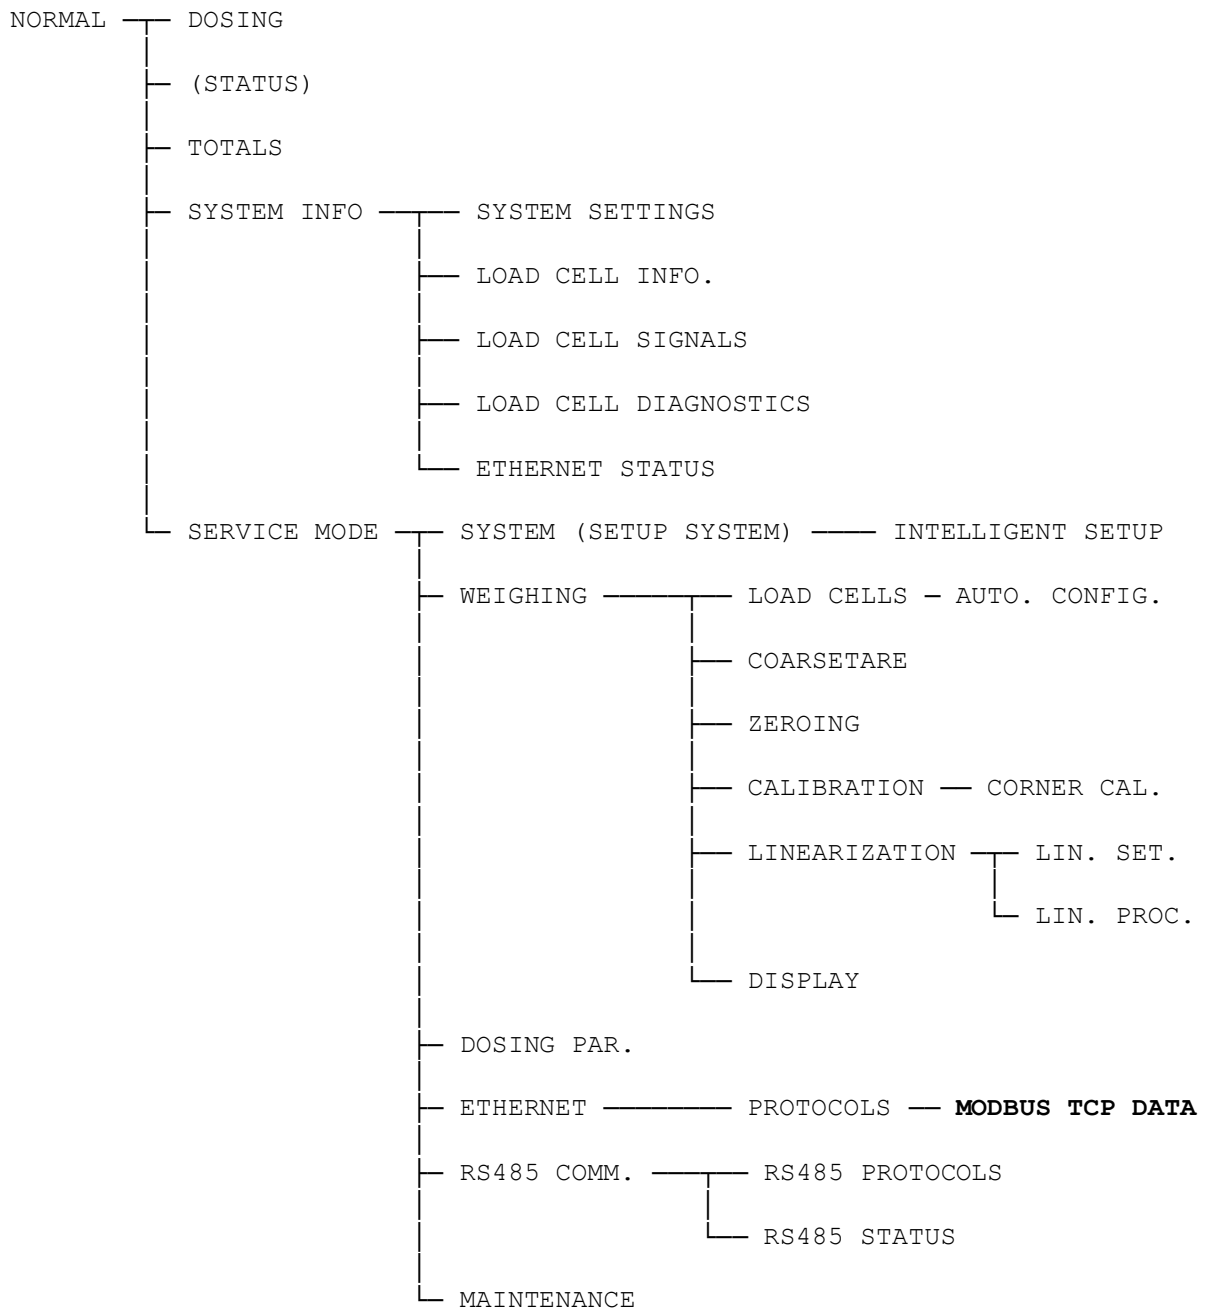 NORMAL DOSING
(STATUS)
TOTALS
SYSTEM INFO SYSTEM SETTINGS
LOAD CELL INFO.
LOAD CELL SIGNALS
LOAD CELL DIAGNOSTICS
ETHERNET STATUS
SERVICE MODE SYSTEM (SETUP SYSTEM) INTELLIGENT SETUP
WEIGHING LOAD CELLS AUTO. CONFIG.
COARSETARE
ZEROING
CALIBRATION CORNER CAL.
LINEARIZATION LIN. SET.
LIN. PROC.
DISPLAY
DOSING PAR.
ETHERNET PROTOCOLS MODBUS TCP DATA
RS485 COMM. RS485 PROTOCOLS
RS485 STATUS
MAINTENANCE